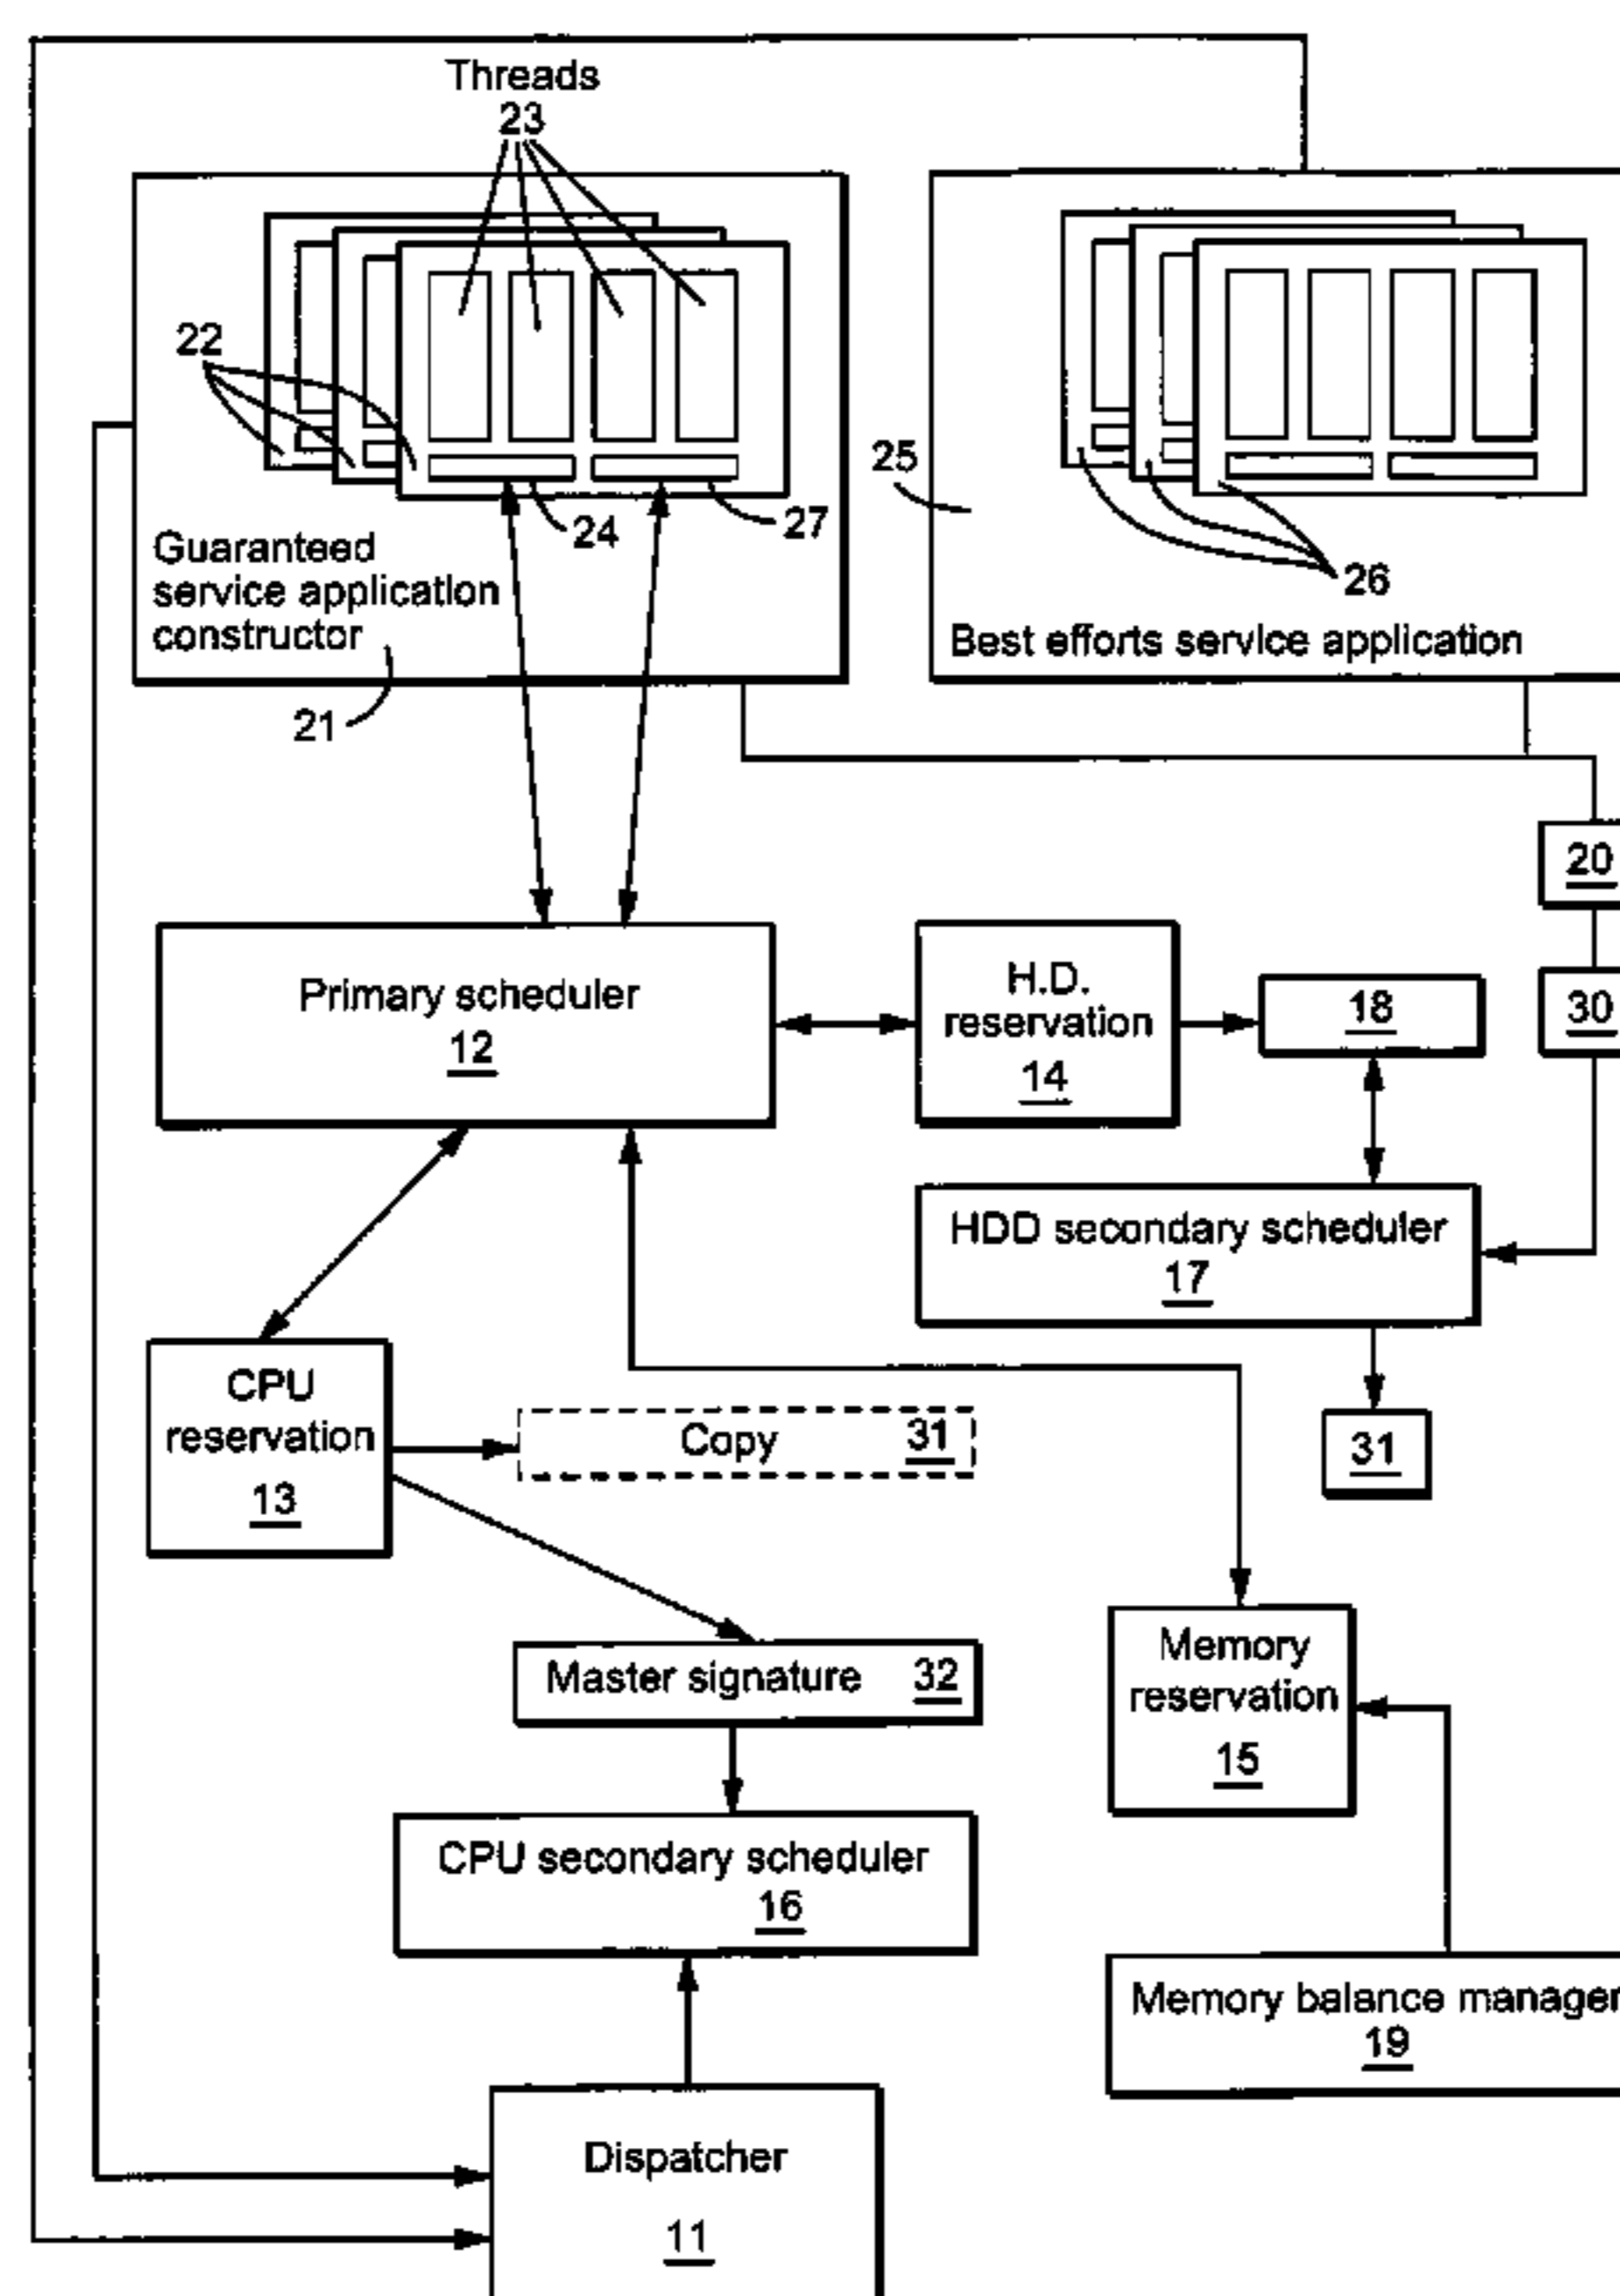 Threads
23
22
24
27
Guaranteed
service application
constructor
21
25
26
Best efforts service application
20
Primary scheduler
12
H.D.
reservation
14
18
30
HDD secondary scheduler
17
CPU
reservation
13
Copy 31
31
Master signature 32
Memory
reservation
15
CPU secondary scheduler
16
Memory balance manager
19
Dispatcher
11